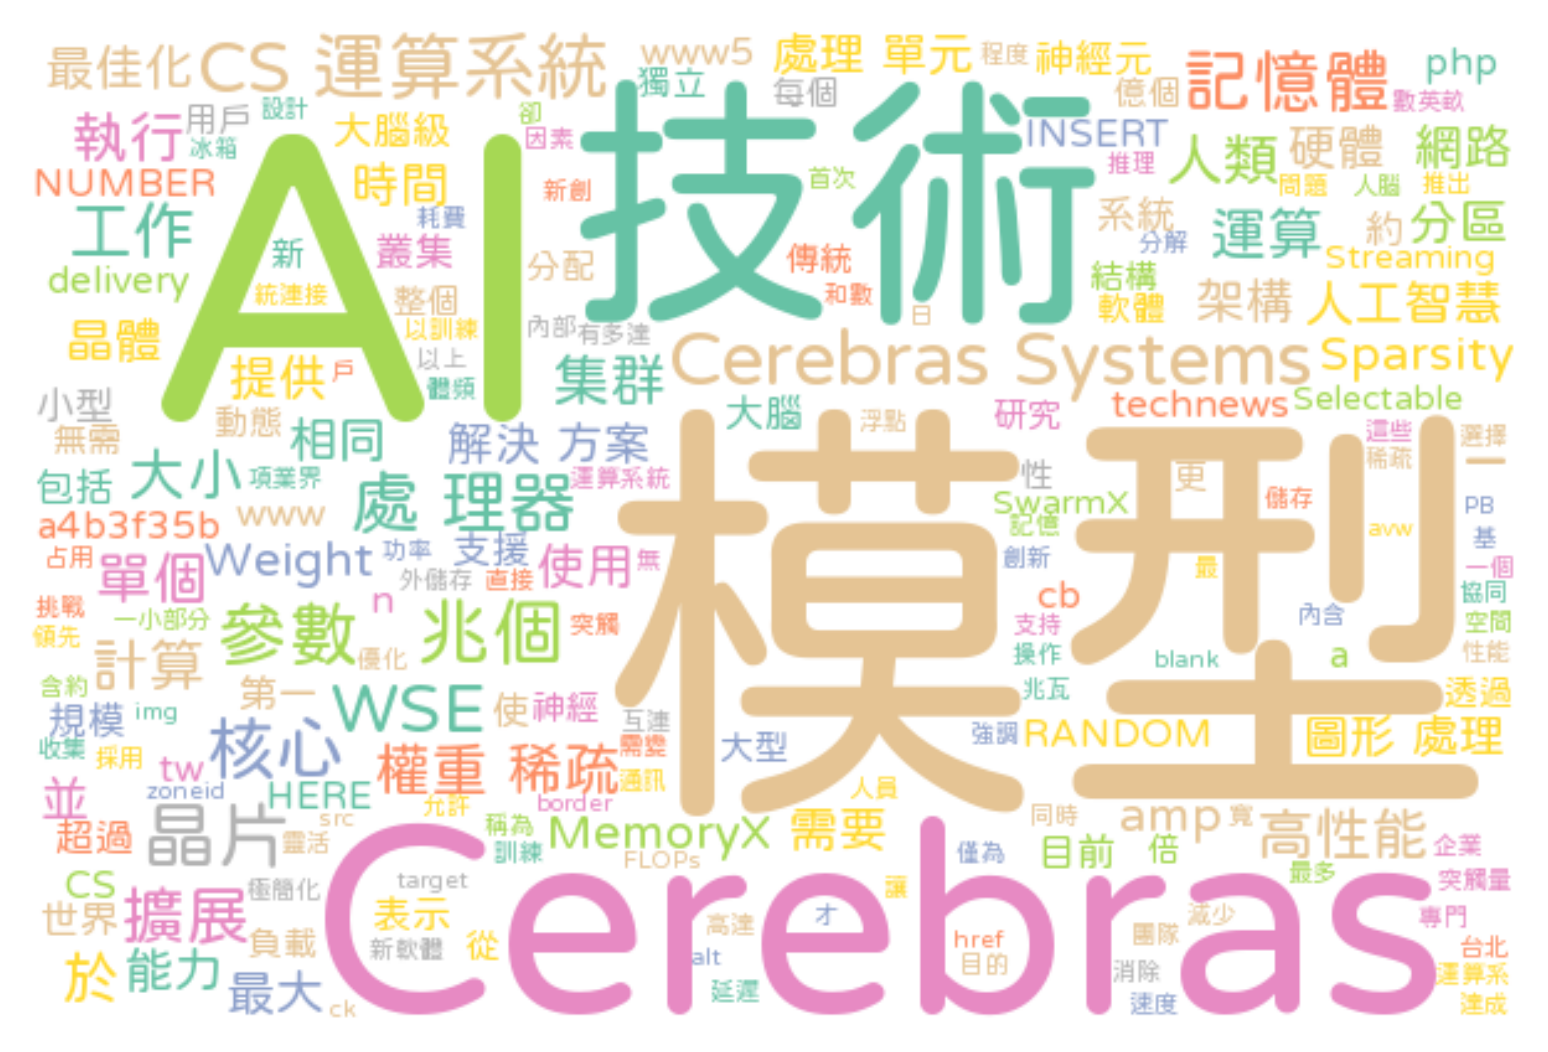 最佳化 CS 運算系統 www5 處理 單元 程度 神經元 記憶體 php
獨立 每個 億個 數英畝
執行 用戶 設計 大腦級 卻 AI 技術 INSERT 人類 硬體 網路
冰箱 因素 推理
NUMBER 時間 新創 首次 問題 人腦 推出
工作 耗費 系統 運算 約 分區
新 叢集 分配 傳統 分解 Streaming
delivery 統連接 整個 和數 結構 架構 人工智慧
晶體 以訓練 內部 有多達 日 軟體
提供 戶 以上 集群 Cerebras Systems Sparsity
小型 體頻 大腦 浮點 研究 technews Selectable
無需 動態 相同 解決 方案 模型 這些 選擇
包括 大小 項業界 處 理器 運算系統 性 更 稀疏 一
a4b3f35b www SwarmX 記憶 儲存 avw PB
占用 單個 Weight 功率 支援 使用 無 創新 最 基
外儲存 直接 一個
挑戰 一小部分 參數 n 兆個 突觸 cb 支持 內含 協同
領先 空間
計算 優化 操作 blank a 性能
含約 第一 WSE 使 神經 兆瓦 透過
規模 img 互連
收集 採用 核心 權重 稀疏 需變 大型 強調 RANDOM 圖形 處理
tw 通訊
並 zoneid HERE 允許 border 人員
超過 晶片 src 稱為 MemoryX 需要 同時 amp 寬 高性能
靈活 訓練 FLOPs 僅為 目前 倍 企業
CS 極簡化 target Cerebras 讓 最多 突觸量
世界 擴展 負載 表示 高達 才 團隊 減少 專門
於 能力 新軟體 從 alt href 目的 消除 台北
最大 ck 延遲 速度 運算系
達成